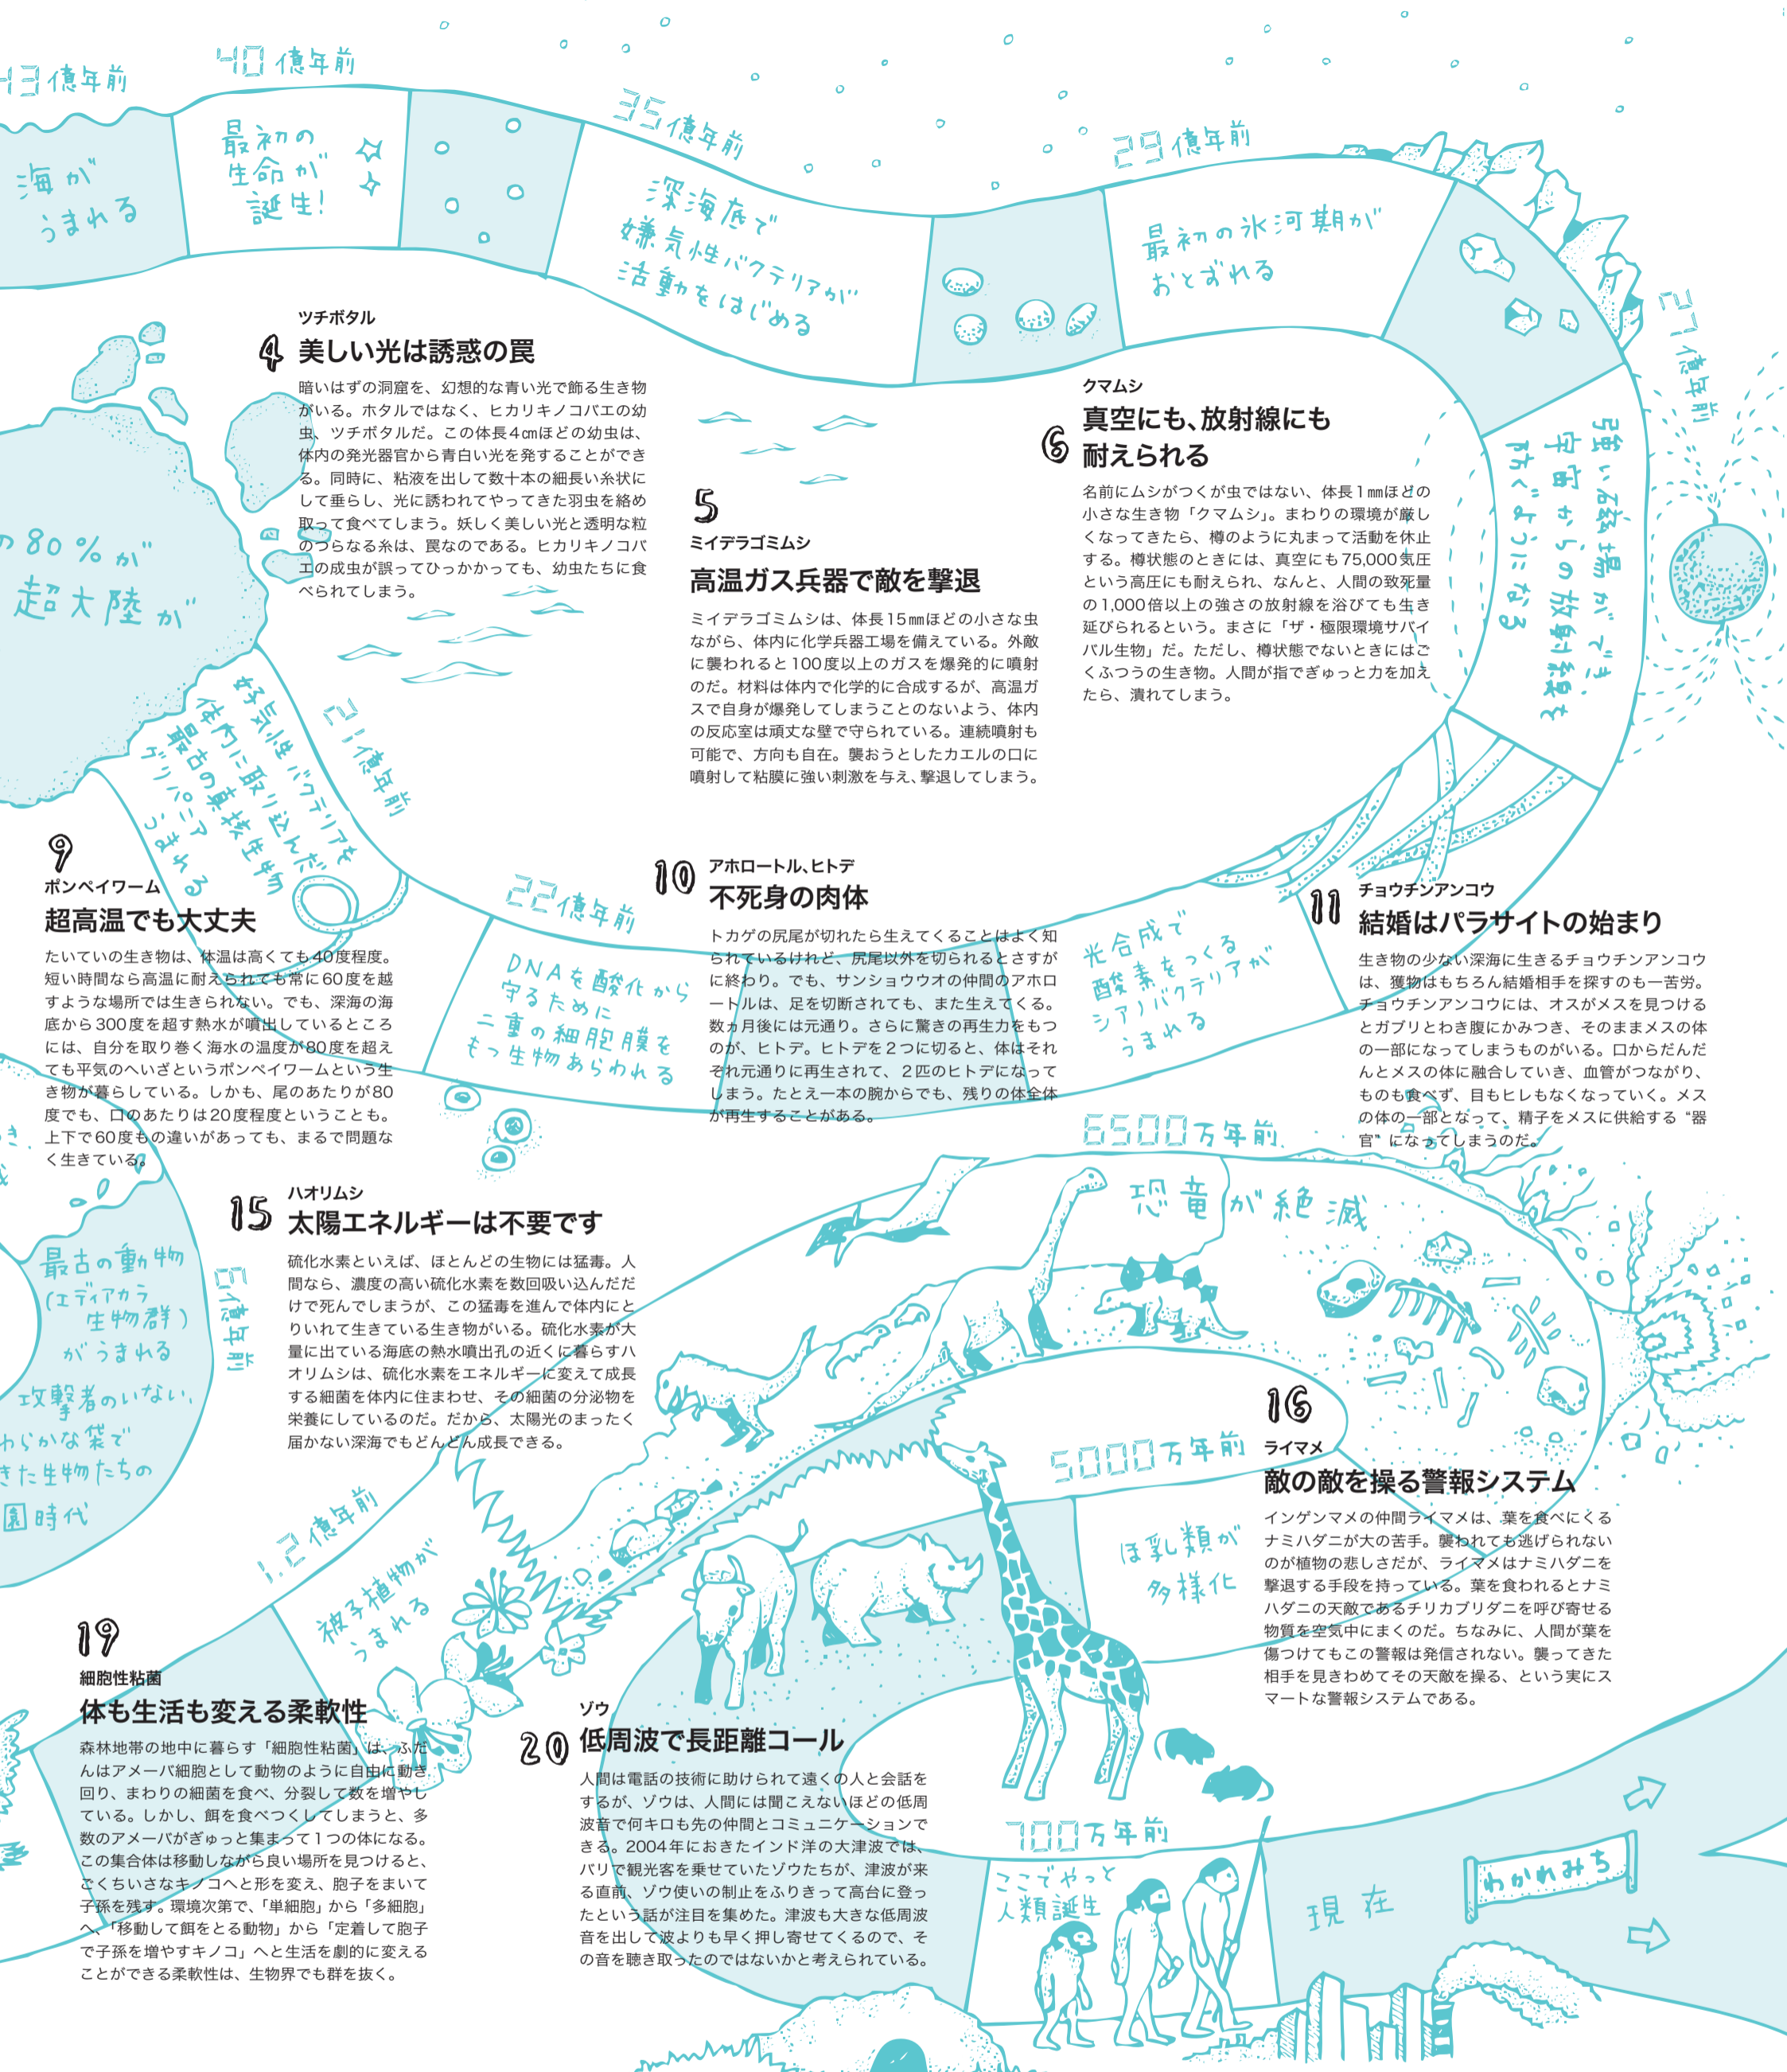 43億年前
海が
うまれる
40億年前
最初の
生命が
誕生!
35億年前
深海底で
嫌気性バクテリアが
活動をはじめる
29億年前
最初の氷河期が
おとずれる
27億年前
強い磁場ができ
宇宙からの放射線を
防ぐようになる
4
ツチボタル
美しい光は誘惑の罠
暗いはずの洞窟を、幻想的な青い光で飾る生き物
がいる。ホタルではなく、ヒカリキノコバエの幼
虫、ツチボタルだ。この体長4㎝ほどの幼虫は、
体内の発光器官から青白い光を発することができ
る。同時に、粘液を出して数十本の細長い糸状に
して垂らし、光に誘われてやってきた羽虫を絡め
取って食べてしまう。妖しく美しい光と透明な粒
のつらなる糸は、罠なのである。ヒカリキノコバ
エの成虫が誤ってひっかかっても、幼虫たちに食
べられてしまう。
5
ミイデラゴミムシ
高温ガス兵器で敵を撃退
ミイデラゴミムシは、体長15㎜ほどの小さな虫
ながら、体内に化学兵器工場を備えている。外敵
に襲われると100度以上のガスを爆発的に噴射
のだ。材料は体内で化学的に合成するが、高温ガ
スで自身が爆発してしまうことのないよう、体内
の反応室は頑丈な壁で守られている。連続噴射も
可能で、方向も自在。襲おうとしたカエルの口に
噴射して粘膜に強い刺激を与え、撃退してしまう。
6
クマムシ
真空にも、放射線にも
耐えられる
名前にムシがつくが虫ではない、体長1㎜ほどの
小さな生き物「クマムシ」。まわりの環境が厳し
くなってきたら、樽のように丸まって活動を休止
する。樽状態のときには、真空にも75,000気圧
という高圧にも耐えられ、なんと、人間の致死量
の1,000倍以上の強さの放射線を浴びても生き
延びられるという。まさに「ザ・極限環境サバイ
バル生物」だ。ただし、樽状態でないときにはご
くふつうの生き物。人間が指でぎゅっと力を加え
たら、潰れてしまう。
の80%が
超大陸が
21億年前
好気性バクテリアを
体内に取り込んだ
最古の真核生物
グリパニア
うまれる
22億年前
DNAを酸化から
守るために
二重の細胞膜を
もつ生物あらわれる
光合成で
酸素をつくる
シアノバクテリアが
うまれる
9
ポンペイワーム
超高温でも大丈夫
たいていの生き物は、体温は高くても40度程度。
短い時間なら高温に耐えられても常に60度を越
すような場所では生きられない。でも、深海の海
底から300度を超す熱水が噴出しているところ
には、自分を取り巻く海水の温度が80度を超え
ても平気のへいざというポンペイワームという生
き物が暮らしている。しかも、尾のあたりが80
度でも、口のあたりは20度程度ということも。
上下で60度もの違いがあっても、まるで問題な
く生きている。
10
アホロートル、ヒトデ
不死身の肉体
トカゲの尻尾が切れたら生えてくることはよく知
られているけれど、尻尾以外を切られるとさすが
に終わり。でも、サンショウウオの仲間のアホロ
ートルは、足を切断されても、また生えてくる。
数ヵ月後には元通り。さらに驚きの再生力をもつ
のが、ヒトデ。ヒトデを2つに切ると、体はそれ
ぞれ元通りに再生されて、2匹のヒトデになって
しまう。たとえ一本の腕からでも、残りの体全体
が再生することがある。
11
チョウチンアンコウ
結婚はパラサイトの始まり
生き物の少ない深海に生きるチョウチンアンコウ
は、獲物はもちろん結婚相手を探すのも一苦労。
チョウチンアンコウには、オスがメスを見つける
とガブリとわき腹にかみつき、そのままメスの体
の一部になってしまうものがいる。口からだんだ
んとメスの体に融合していき、血管がつながり、
ものも食べず、目もヒレもなくなっていく。メス
の体の一部となって、精子をメスに供給する“器
官”になってしまうのだ。
6億年前
最古の動物
(エディアカラ
生物群)
がうまれる
攻撃者のいない、
わらかな袋で
きた生物たちの
園時代
15
ハオリムシ
太陽エネルギーは不要です
硫化水素といえば、ほとんどの生物には猛毒。人
間なら、濃度の高い硫化水素を数回吸い込んだだ
けで死んでしまうが、この猛毒を進んで体内にと
りいれて生きている生き物がいる。硫化水素が大
量に出ている海底の熱水噴出孔の近くに暮らすハ
オリムシは、硫化水素をエネルギーに変えて成長
する細菌を体内に住まわせ、その細菌の分泌物を
栄養にしているのだ。だから、太陽光のまったく
届かない深海でもどんどん成長できる。
6500万年前
恐竜が絶滅
1.2億年前
被子植物が
うまれる
5000万年前
ほ乳類が
多様化
16
ライマメ
敵の敵を操る警報システム
インゲンマメの仲間ライマメは、葉を食べにくる
ナミハダニが大の苦手。襲われても逃げられない
のが植物の悲しさだが、ライマメはナミハダニを
撃退する手段を持っている。葉を食われるとナミ
ハダニの天敵であるチリカブリダニを呼び寄せる
物質を空気中にまくのだ。ちなみに、人間が葉を
傷つけてもこの警報は発信されない。襲ってきた
相手を見きわめてその天敵を操る、という実にス
マートな警報システムである。
19
細胞性粘菌
体も生活も変える柔軟性
森林地帯の地中に暮らす「細胞性粘菌」は、ふだ
んはアメーバ細胞として動物のように自由に動き
回り、まわりの細菌を食べ、分裂して数を増やし
ている。しかし、餌を食べつくしてしまうと、多
数のアメーバがぎゅっと集まって1つの体になる。
この集合体は移動しながら良い場所を見つけると、
ごくちいさなキノコへと形を変え、胞子をまいて
子孫を残す。環境次第で、「単細胞」から「多細胞」
へ、「移動して餌をとる動物」から「定着して胞子
で子孫を増やすキノコ」へと生活を劇的に変える
ことができる柔軟性は、生物界でも群を抜く。
20
ゾウ
低周波で長距離コール
人間は電話の技術に助けられて遠くの人と会話を
するが、ゾウは、人間には聞こえないほどの低周
波音で何キロも先の仲間とコミュニケーションで
きる。2004年におきたインド洋の大津波では、
バリで観光客を乗せていたゾウたちが、津波が来
る直前、ゾウ使いの制止をふりきって高台に登っ
たという話が注目を集めた。津波も大きな低周波
音を出して波よりも早く押し寄せてくるので、そ
の音を聴き取ったのではないかと考えられている。
700万年前
ここでやっと
人類誕生
現在
わかれみち